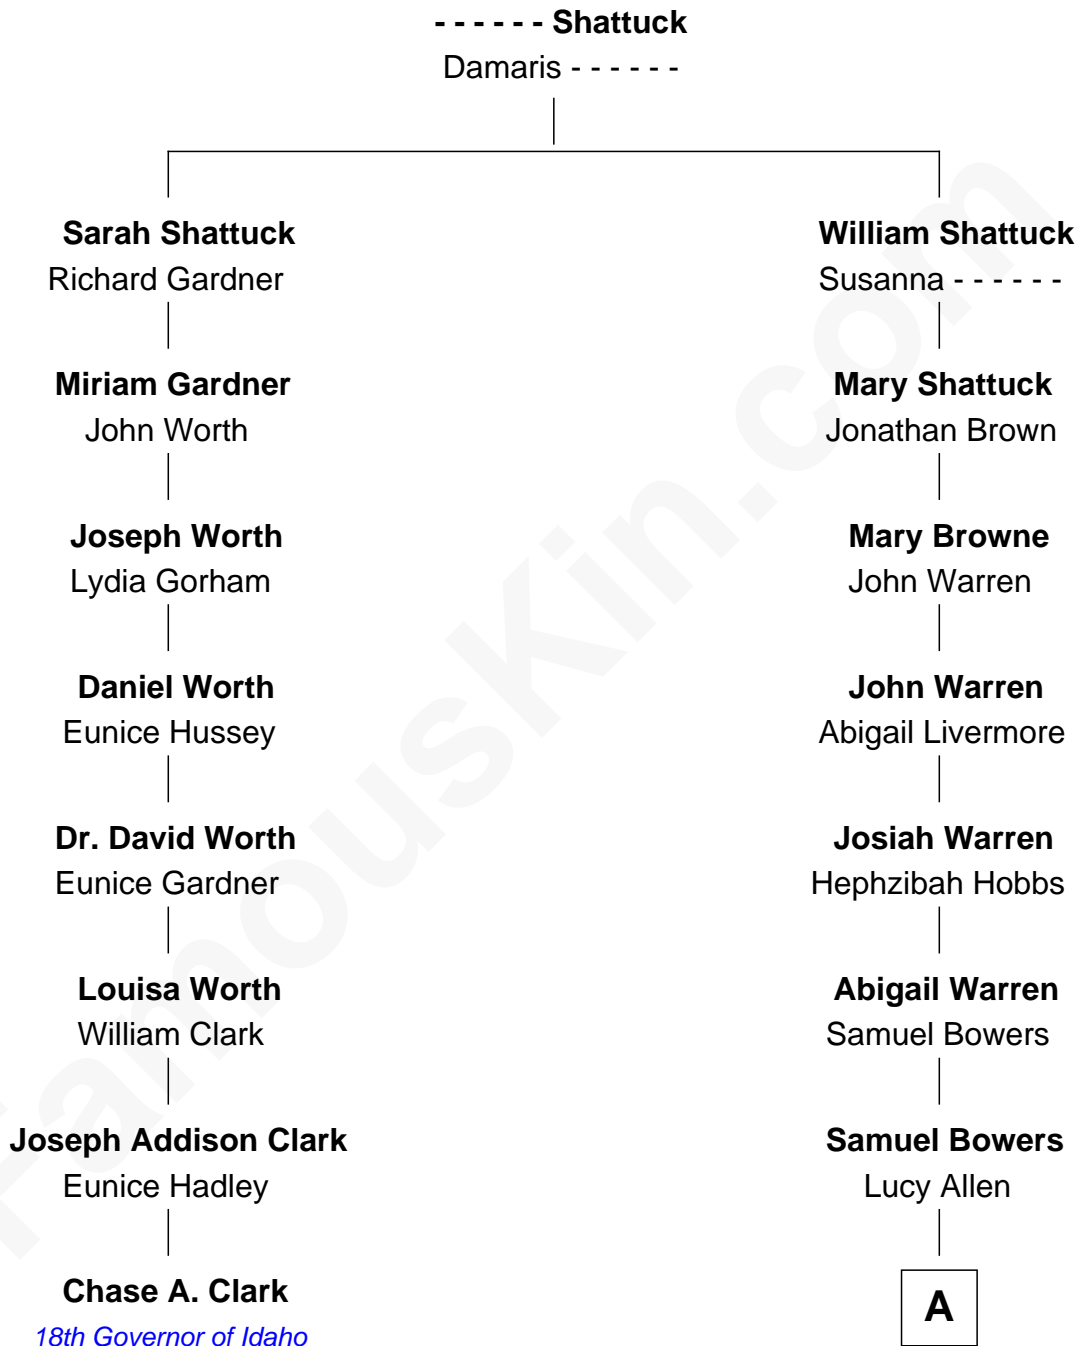 - - - - - - Shattuck
Damaris - - - - - -
Sarah Shattuck
Richard Gardner
William Shattuck
Susanna - - - - - -
Miriam Gardner
John Worth
Mary Shattuck
Jonathan Brown
Joseph Worth
Lydia Gorham
Mary Browne
John Warren
Daniel Worth
Eunice Hussey
John Warren
Abigail Livermore
Dr. David Worth
Eunice Gardner
Josiah Warren
Hephzibah Hobbs
Louisa Worth
William Clark
Abigail Warren
Samuel Bowers
Joseph Addison Clark
Eunice Hadley
Samuel Bowers
Lucy Allen
Chase A. Clark
18th Governor of Idaho
A
FamousKin.com